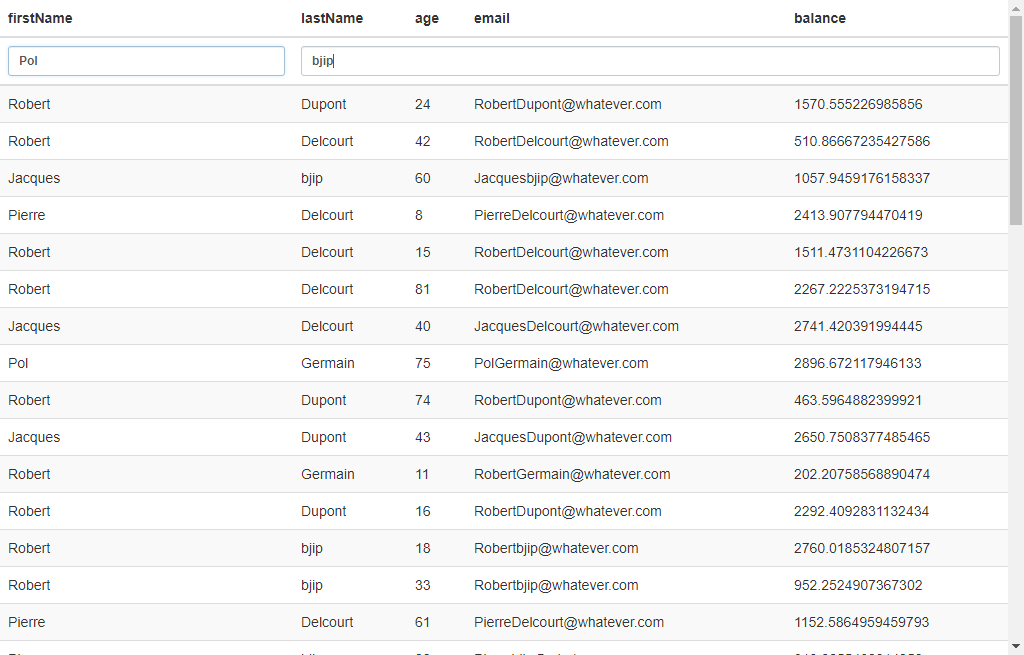 firstName lastName age email balance
Pol bjip
Robert Dupont 24 RobertDupont@whatever.com 1570.555226985856
Robert Delcourt 42 RobertDelcourt@whatever.com 510.86667235427586
Jacques bjip 60 Jacquesbjip@whatever.com 1057.9459176158337
Pierre Delcourt 8 PierreDelcourt@whatever.com 2413.907794470419
Robert Delcourt 15 RobertDelcourt@whatever.com 1511.4731104226673
Robert Delcourt 81 RobertDelcourt@whatever.com 2267.2225373194715
Jacques Delcourt 40 JacquesDelcourt@whatever.com 2741.420391994445
Pol Germain 75 PolGermain@whatever.com 2896.672117946133
Robert Dupont 74 RobertDupont@whatever.com 463.5964882399921
Jacques Dupont 43 JacquesDupont@whatever.com 2650.7508377485465
Robert Germain 11 RobertGermain@whatever.com 202.20758568890474
Robert Dupont 16 RobertDupont@whatever.com 2292.4092831132434
Robert bjip 18 Robertbjip@whatever.com 2760.0185324807157
Robert bjip 33 Robertbjip@whatever.com 952.2524907367302
Pierre Delcourt 61 PierreDelcourt@whatever.com 1152.5864959459793